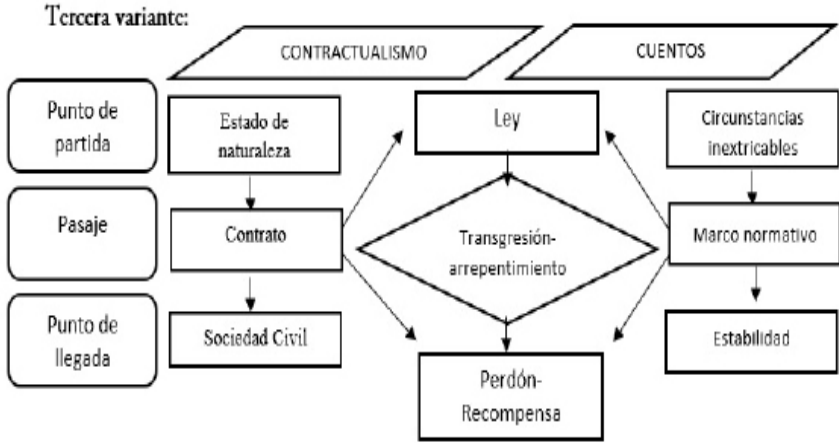 Tercera variante:
CONTRACTUALISMO
CUENTOS
Punto de
partida
Estado de
naturaleza
Ley
Circunstancias
inextricables
Pasaje
Contrato
Transgresión-
arrepentimiento
Marco normativo
Punto de
llegada
Sociedad Civil
Perdón-
Recompensa
Estabilidad